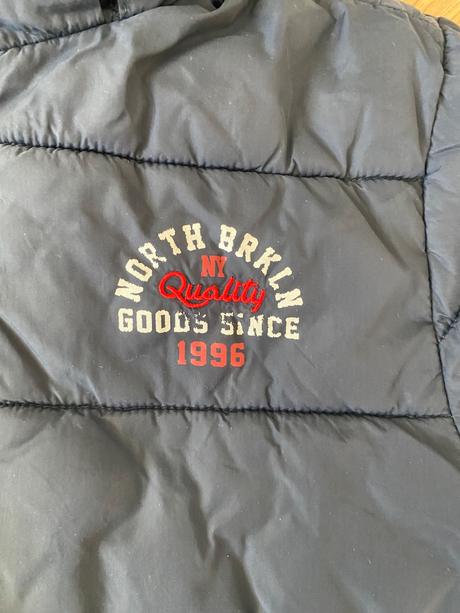 NORTH BRKLN
NY
Quality
GOODS SINCE
1996